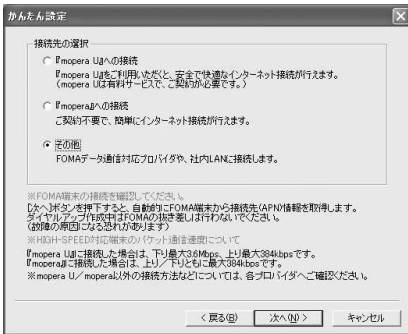 かんたん設定
接続先の選択
『mopera U』への接続
『mopera U』をご利用いただくと、安全で快適なインターネット接続が行えます。
(mopera Uは有料サービスで、ご契約が必要です。)
『mopera』への接続
ご契約不要で、簡単にインターネット接続が行えます。
その他
FOMAデータ通信対応プロバイダや、社内LANに接続します。
※FOMA端末の接続を確認してください。
[次へ]ボタンを押下すると、自動的にFOMA端末から接続先(APN)情報を取得します。
ダイヤルアップ作成中はFOMAの抜き差しは行わないでください。
(故障の原因になる恐れがあります)
※HIGH-SPEED対応端末のパケット通信速度について
『mopera U』に接続した場合は、下り最大3.6Mbps、上り最大384kbpsです。
『mopera』に接続した場合は、上り／下りともに最大384kbpsです。
※mopera U／mopera以外の接続方法などについては、各プロバイダへご確認ください。
< 戻る(B)
次へ(N) >
キャンセル